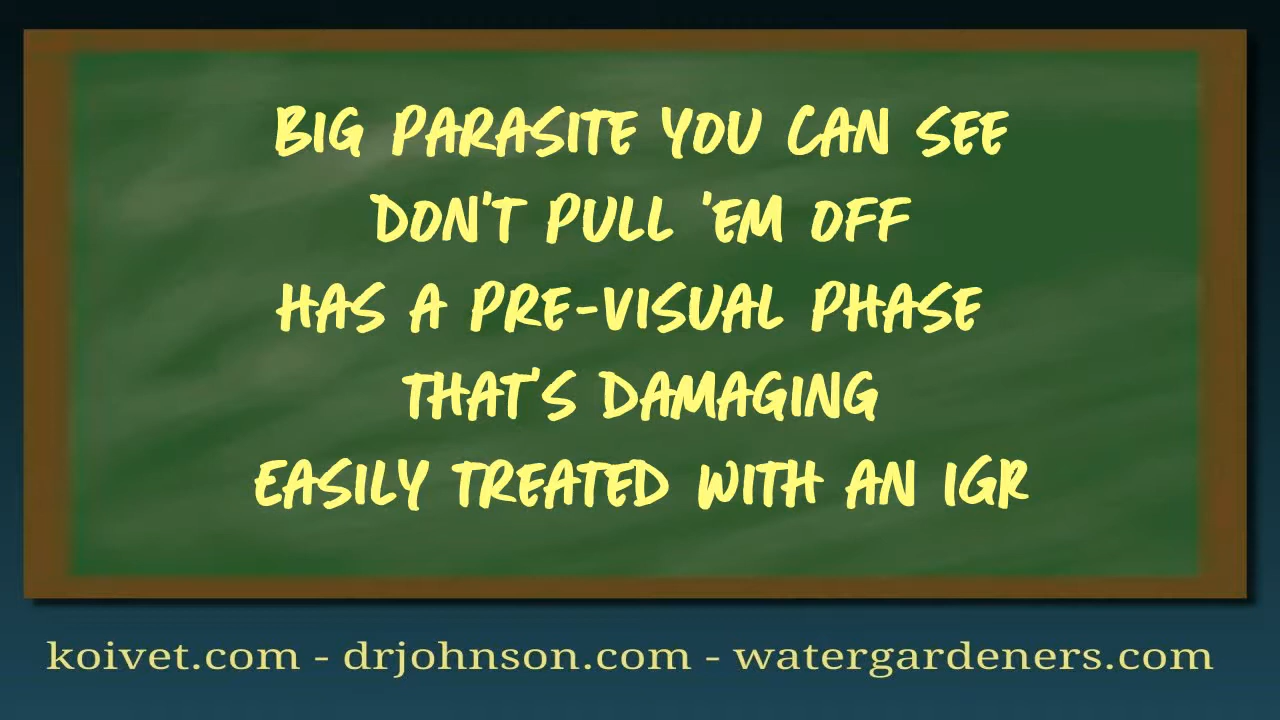 BIG PARASITE YOU CAN SEE
DON'T PULL 'EM OFF
HAS A PRE-VISUAL PHASE
THAT'S DAMAGING
EASILY TREATED WITH AN IGR
koivet.com - drjohnson.com - watergardeners.com